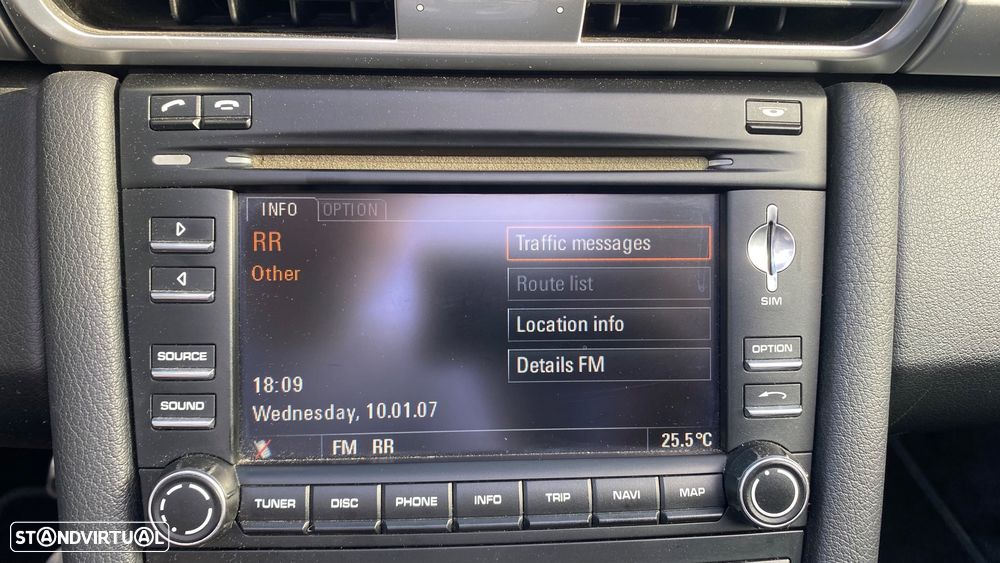 INFO OPTION
RR
Other
Traffic messages
Route list
Location info
Details FM
18:09
Wednesday, 10.01.07
FM RR 25.5°C
SOURCE
SOUND
SIM
OPTION
TUNER DISC PHONE INFO TRIP NAVI MAP
STANDVIRTUAL